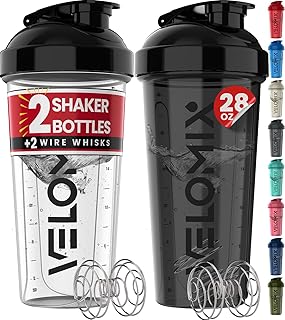 2 SHAKER
BOTTLES
+2 WIRE WHISKS
VELOMIX
28
OZ
VELOMIX